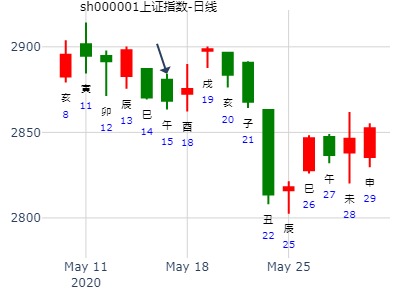 sh000001上证指数-日线
2900
2850
2800
亥
8
寅
11
卯
12
辰
13
巳
14
午
15
酉
18
戌
19
亥
20
子
21
丑
22
辰
25
巳
26
午
27
未
28
申
29
May 11
2020
May 18
May 25